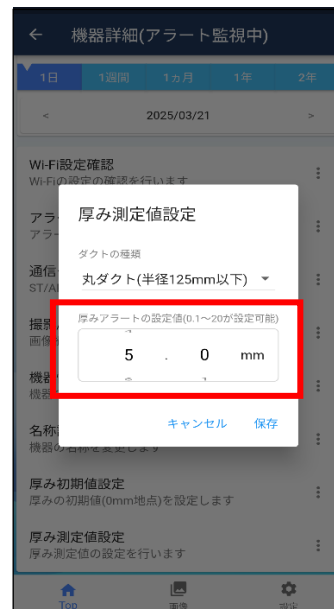 機器詳細(アラート監視中)
1日 1週間 1ヵ月 1年 2年
< 2025/03/21 >
Wi-Fi設定確認
Wi-Fiの設定の確認を行います
厚み測定値設定
ダクトの種類
丸ダクト(半径125mm以下)
厚みアラートの設定値(0.1～20が設定可能)
5 . 0 mm
キャンセル 保存
機器の名称を変更します
厚み初期値設定
厚みの初期値(0mm地点)を設定します
厚み測定値設定
厚み測定値の設定を行います
Top 画像 設定